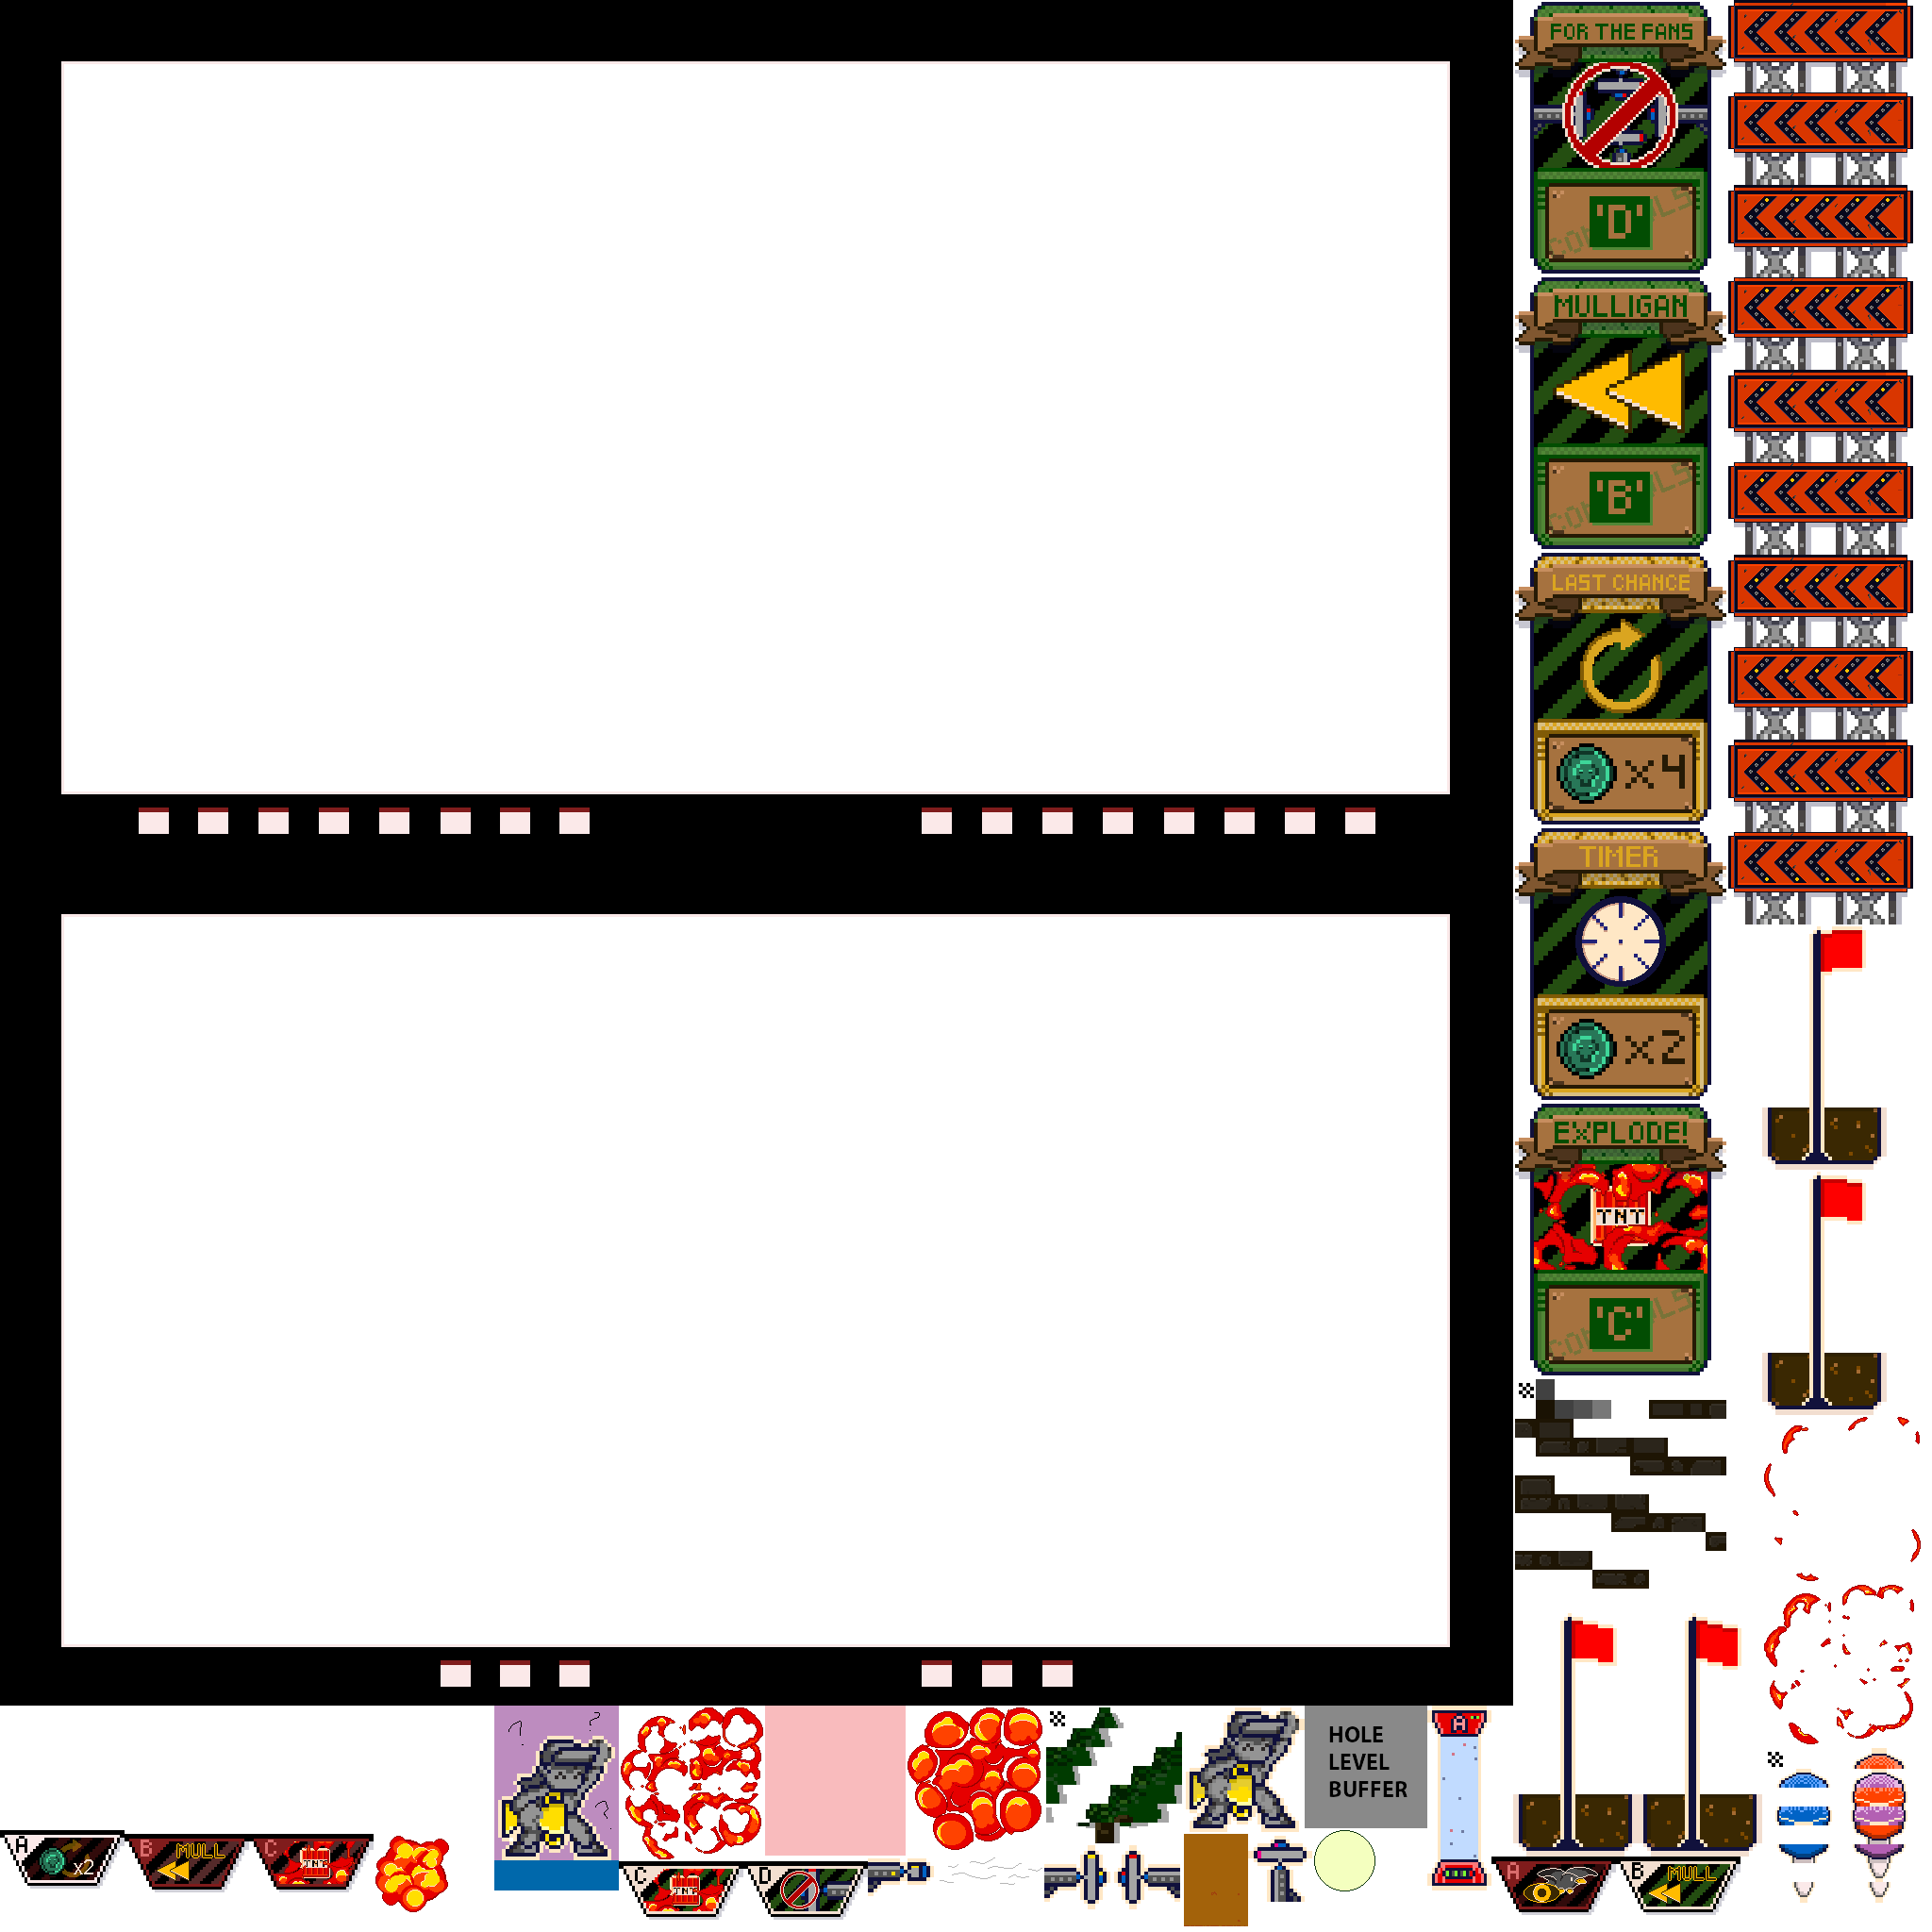 FOR THE FANS
'D'
MULLIGAN
'B'
LAST CHANCE
x4
TIMER
x2
EXPLODE!
TNT
'C'
HOLE
LEVEL
BUFFER
A
A
x2
B
MULL
C
TNT
C
TNT
D
A
B
MULL